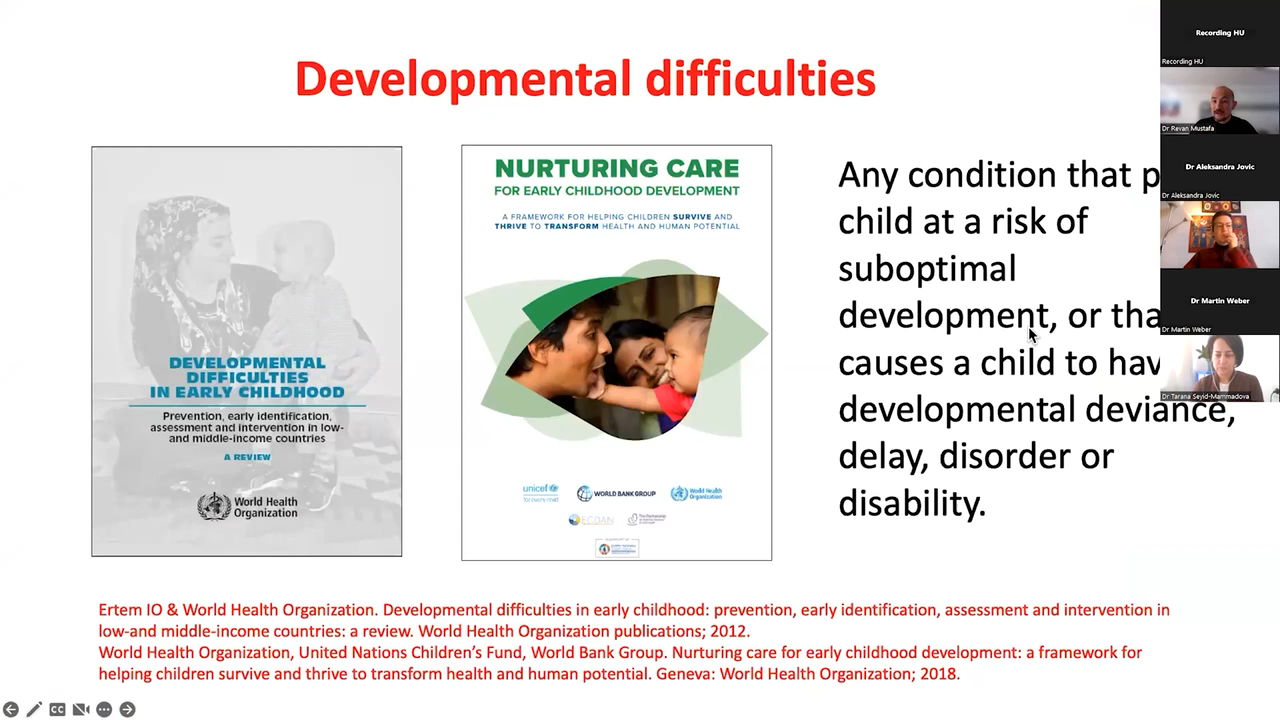 Developmental difficulties
DEVELOPMENTAL
DIFFICULTIES
IN EARLY CHILDHOOD
Prevention, early identification,
assessment and intervention in low-
and middle-income countries
A REVIEW
World Health
Organization
NURTURING CARE
FOR EARLY CHILDHOOD DEVELOPMENT
A FRAMEWORK FOR HELPING CHILDREN SURVIVE AND
THRIVE TO TRANSFORM HEALTH AND HUMAN POTENTIAL
unicef
for every child
WORLD BANK GROUP
World Health
Organization
ECDAN
Any condition that p
child at a risk of
suboptimal
development, or tha
causes a child to hav
developmental deviance,
delay, disorder or
disability.
Ertem IO & World Health Organization. Developmental difficulties in early childhood: prevention, early identification, assessment and intervention in
low-and middle-income countries: a review. World Health Organization publications; 2012.
World Health Organization, United Nations Children's Fund, World Bank Group. Nurturing care for early childhood development: a framework for
helping children survive and thrive to transform health and human potential. Geneva: World Health Organization; 2018.
Recording HU
Recording HU
Dr Revan Mustafa
Dr Aleksandra Jovic
Dr Aleksandra Jovic
Dr Martin Weber
Dr Martin Weber
Dr Tarana Seyid-Mammadova
CC